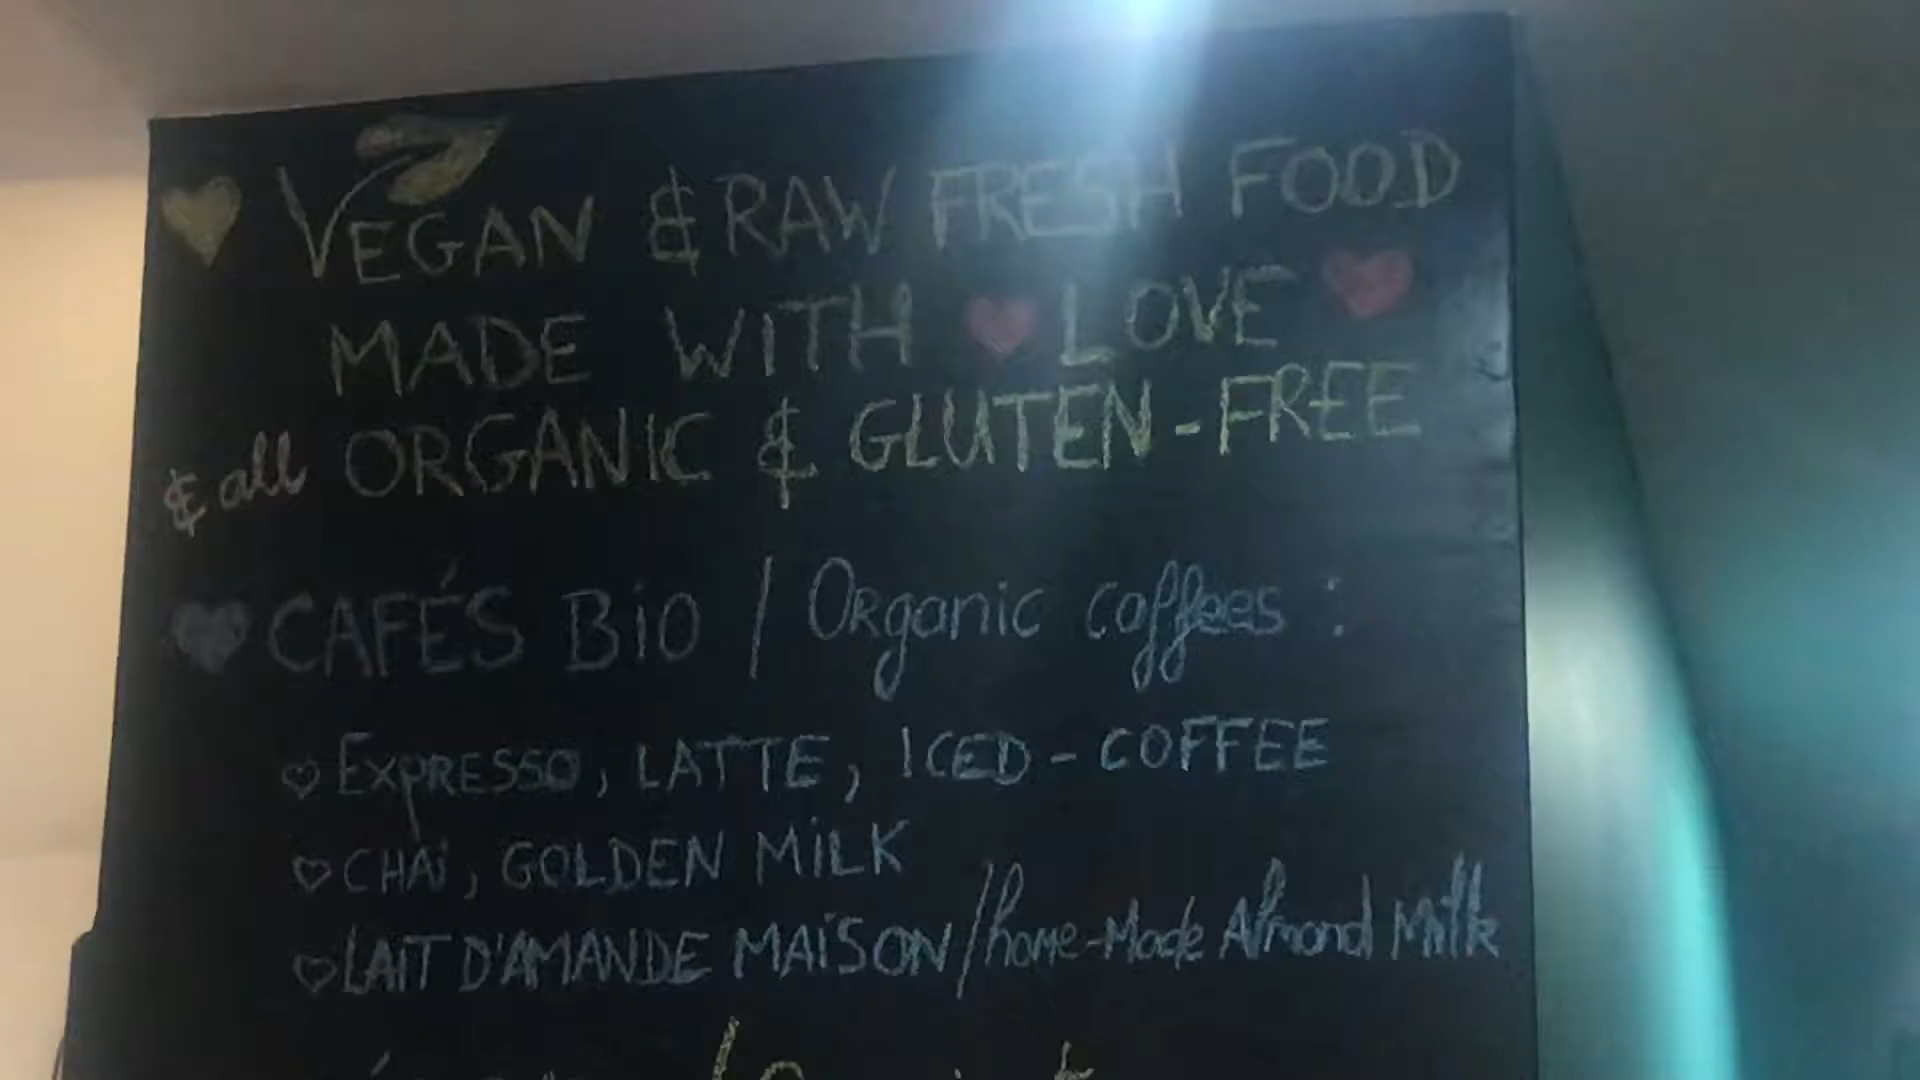 VEGAN & RAW FRESH FOOD
MADE WITH LOVE
& all ORGANIC & GLUTEN-FREE
CAFÉS BiO / Organic coffees :
EXPRESSO, LATTE, ICED-COFFEE
CHAi, GOLDEN MiLK
LAIT D'AMANDE MAiSON/home-Made Almond Milk